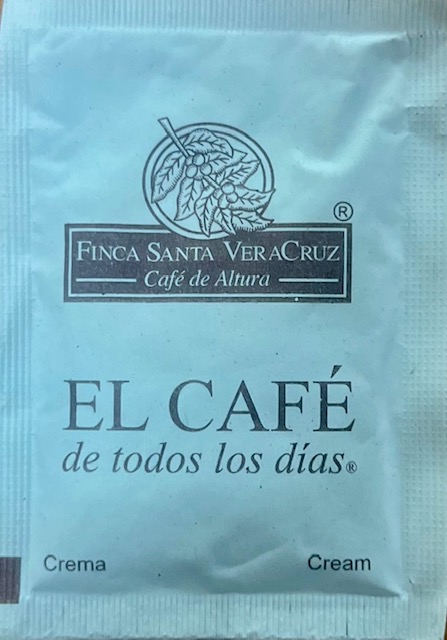 ®
FINCA SANTA VERACRUZ
Café de Altura
EL CAFÉ
de todos los días®
Crema Cream